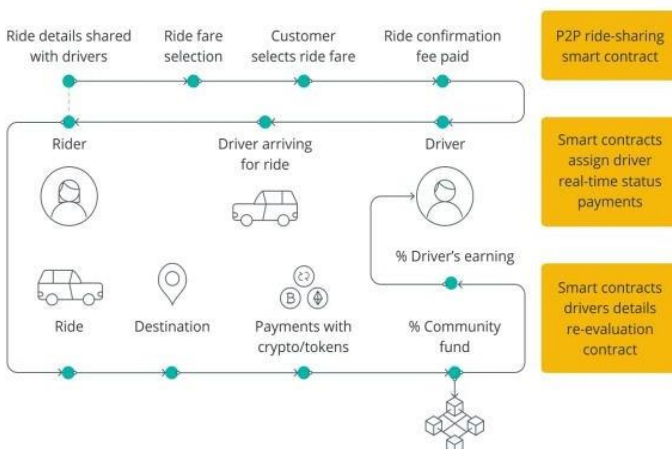 Ride details shared
with drivers
Ride fare
selection
Customer
selects ride fare
Ride confirmation
fee paid
P2P ride-sharing
smart contract
Rider
Driver arriving
for ride
Driver
Smart contracts
assign driver
real-time status
payments
% Driver's earning
Ride
Destination
Payments with
crypto/tokens
% Community
fund
Smart contracts
drivers details
re-evaluation
contract